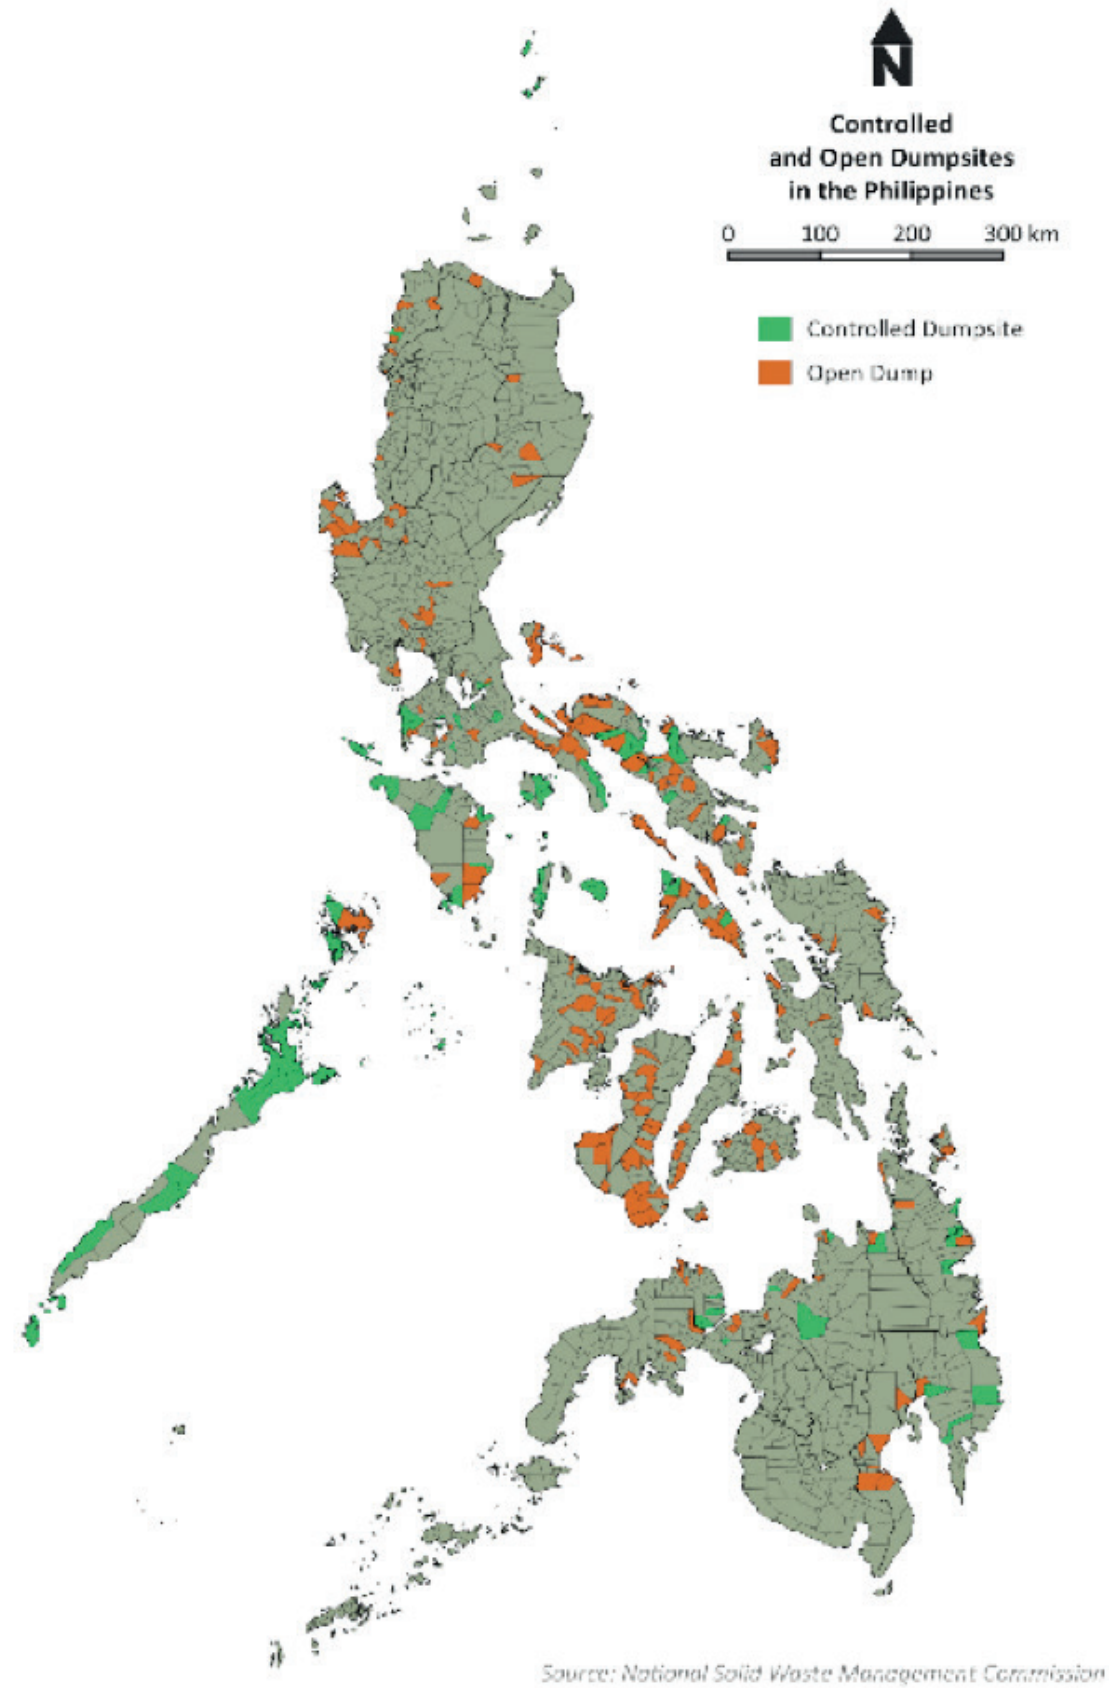 N
Controlled
and Open Dumpsites
in the Philippines
0 100 200 300 km
Controlled Dumpsite
Open Dump
Source: National Solid Waste Management Commission